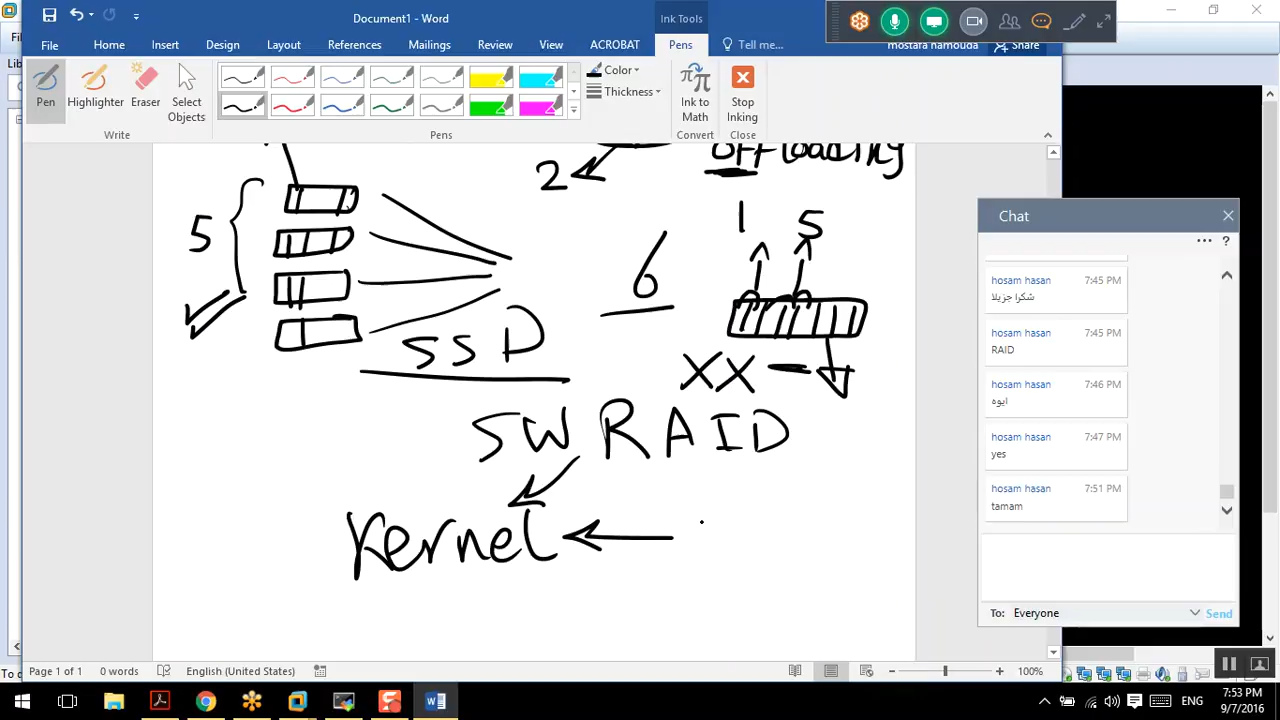 Document1 - Word
Ink Tools
File
Home
Insert
Design
Layout
References
Mailings
Review
View
ACROBAT
Pens
Tell me...
mostafa hamouda
Share
Pen
Highlighter
Eraser
Select
Objects
Color
Thickness
Ink to
Math
Stop
Inking
Write
Pens
Convert
Close
offloading
2
5
1 5
6
SSD
XX
SW RAID
Kernel
Chat
hosam hasan 7:45 PM
شكرا جزيلا
hosam hasan 7:45 PM
RAID
hosam hasan 7:46 PM
ايوه
hosam hasan 7:47 PM
yes
hosam hasan 7:51 PM
tamam
To: Everyone
Send
Page 1 of 1
0 words
English (United States)
100%
ENG
7:53 PM
9/7/2016